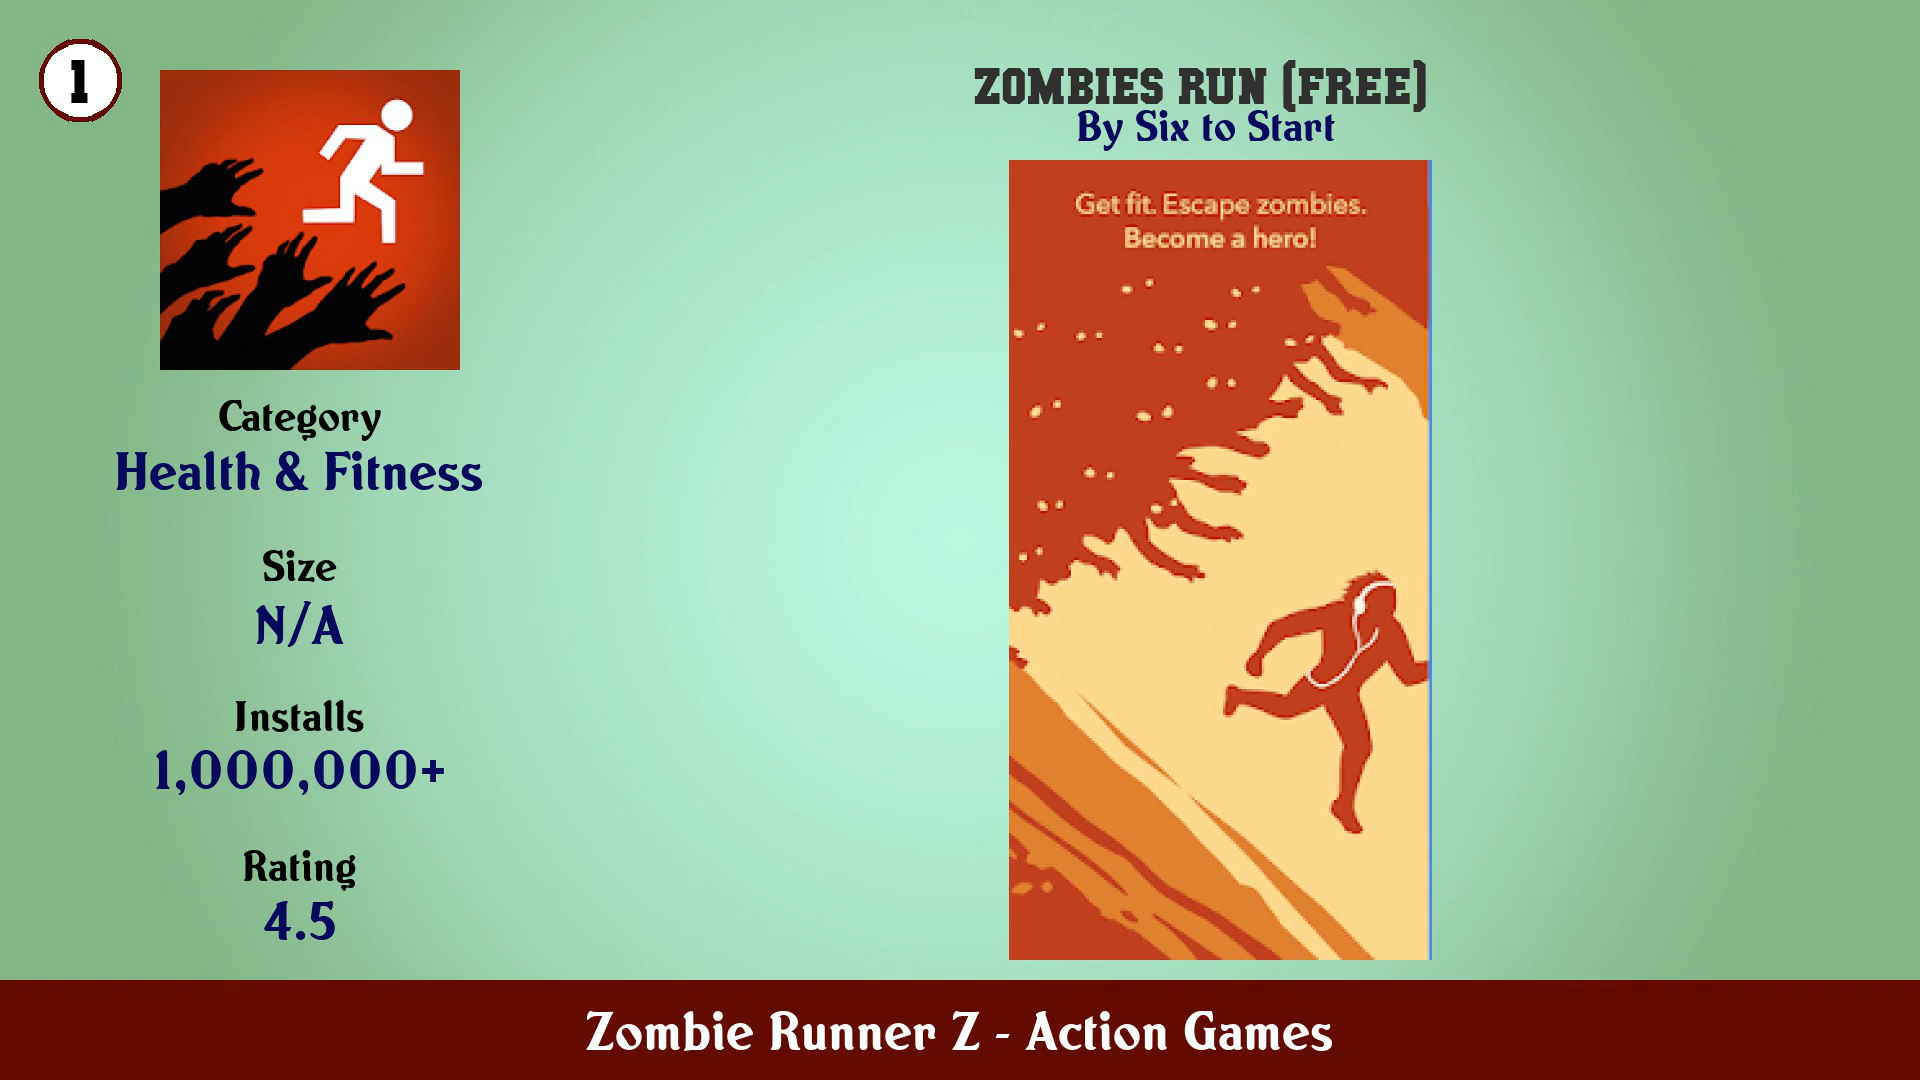 1
ZOMBIES RUN (FREE)
By Six to Start
Get fit. Escape zombies.
Become a hero!
Category
Health & Fitness
Size
N/A
Installs
1,000,000+
Rating
4.5
Zombie Runner Z - Action Games